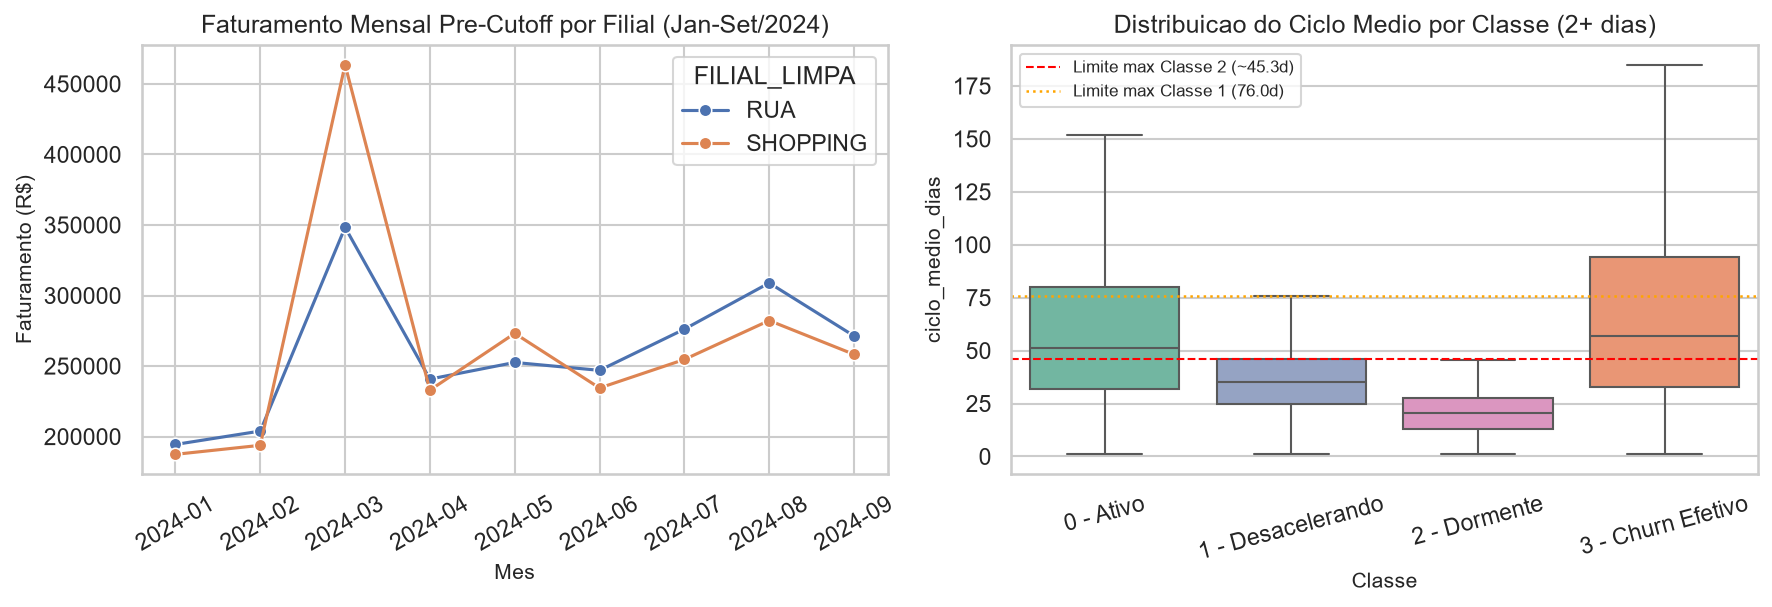 Faturamento Mensal Pre-Cutoff por Filial (Jan-Set/2024)
Faturamento (R$)
450000
400000
350000
300000
250000
200000
FILIAL_LIMPA
RUA
SHOPPING
2024-01
2024-02
2024-03
2024-04
2024-05
2024-06
2024-07
2024-08
2024-09
Mes
Distribuicao do Ciclo Medio por Classe (2+ dias)
ciclo_medio_dias
175
150
125
100
75
50
25
0
Limite max Classe 2 (~45.3d)
Limite max Classe 1 (76.0d)
0 - Ativo
1 - Desacelerando
2 - Dormente
3 - Churn Efetivo
Classe